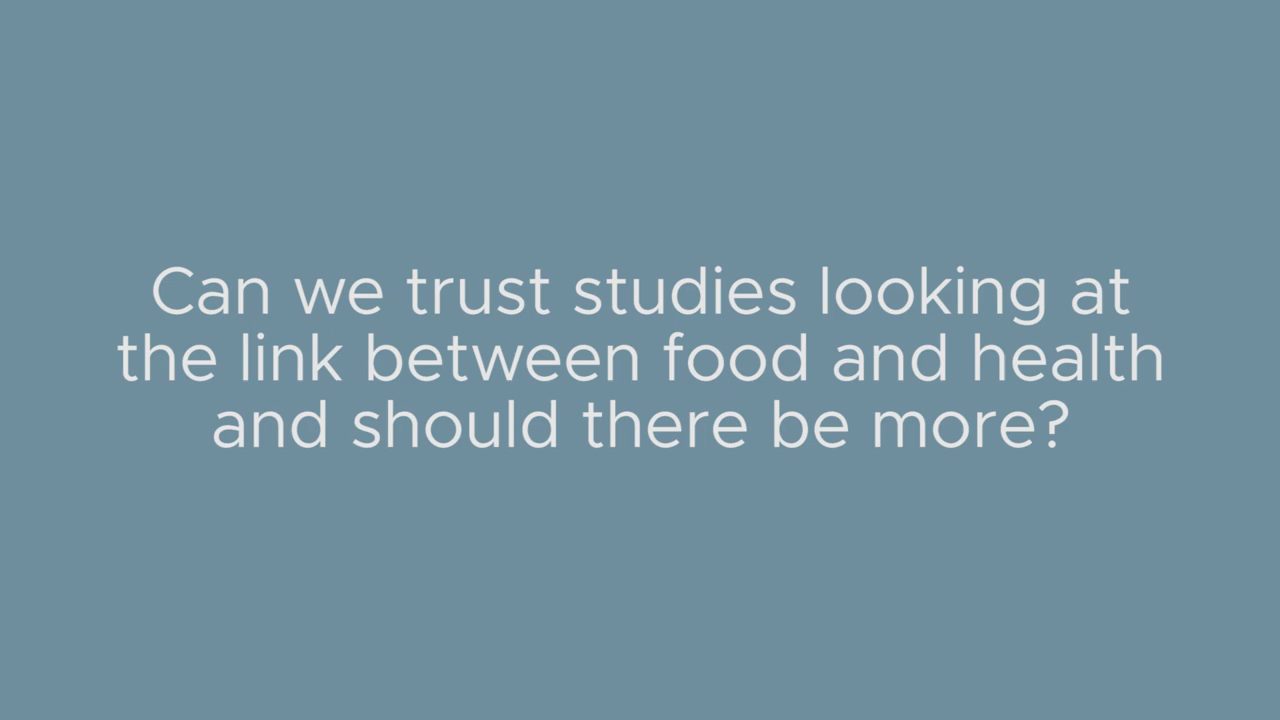 Can we trust studies looking at
the link between food and health
and should there be more?